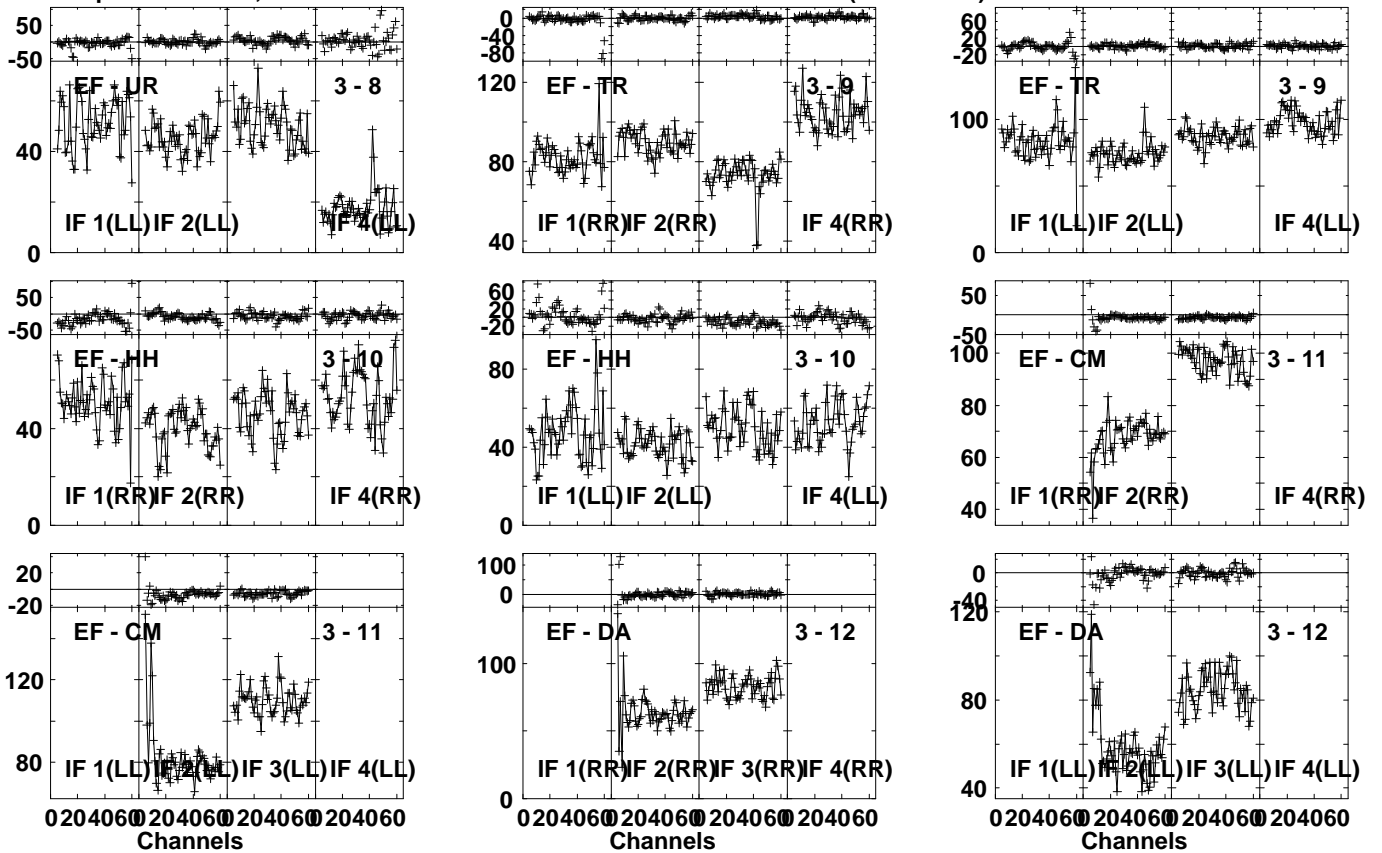 50
-50
EF - UR 3 - 8
40
0
IF 1(LL) IF 2(LL) IF 4(LL)
0
-40
-80
120
EF - TR 3 - 9
80
40
IF 1(RR) IF 2(RR) IF 4(RR)
60
20
-20
EF - TR 3 - 9
100
0
IF 1(LL) IF 2(LL) IF 4(LL)
50
-50
EF - HH 3 - 10
40
0
IF 1(RR) IF 2(RR) IF 4(RR)
60
20
-20
80
EF - HH 3 - 10
40
0
IF 1(LL) IF 2(LL) IF 4(LL)
50
-50
100
EF - CM 3 - 11
80
60
40
IF 1(RR) IF 2(RR) IF 4(RR)
20
-20
EF - CM 3 - 11
120
80
IF 1(LL) IF 2(LL) IF 3(LL) IF 4(LL)
0 20 40 60 0 20 40 60 0 20 40 60 0 20 40 60
Channels
100
0
EF - DA 3 - 12
100
0
IF 1(RR) IF 2(RR) IF 3(RR) IF 4(RR)
0 20 40 60 0 20 40 60 0 20 40 60 0 20 40 60
Channels
0
-40
120
EF - DA 3 - 12
80
40
IF 1(LL) IF 2(LL) IF 3(LL) IF 4(LL)
0 20 40 60 0 20 40 60 0 20 40 60 0 20 40 60
Channels